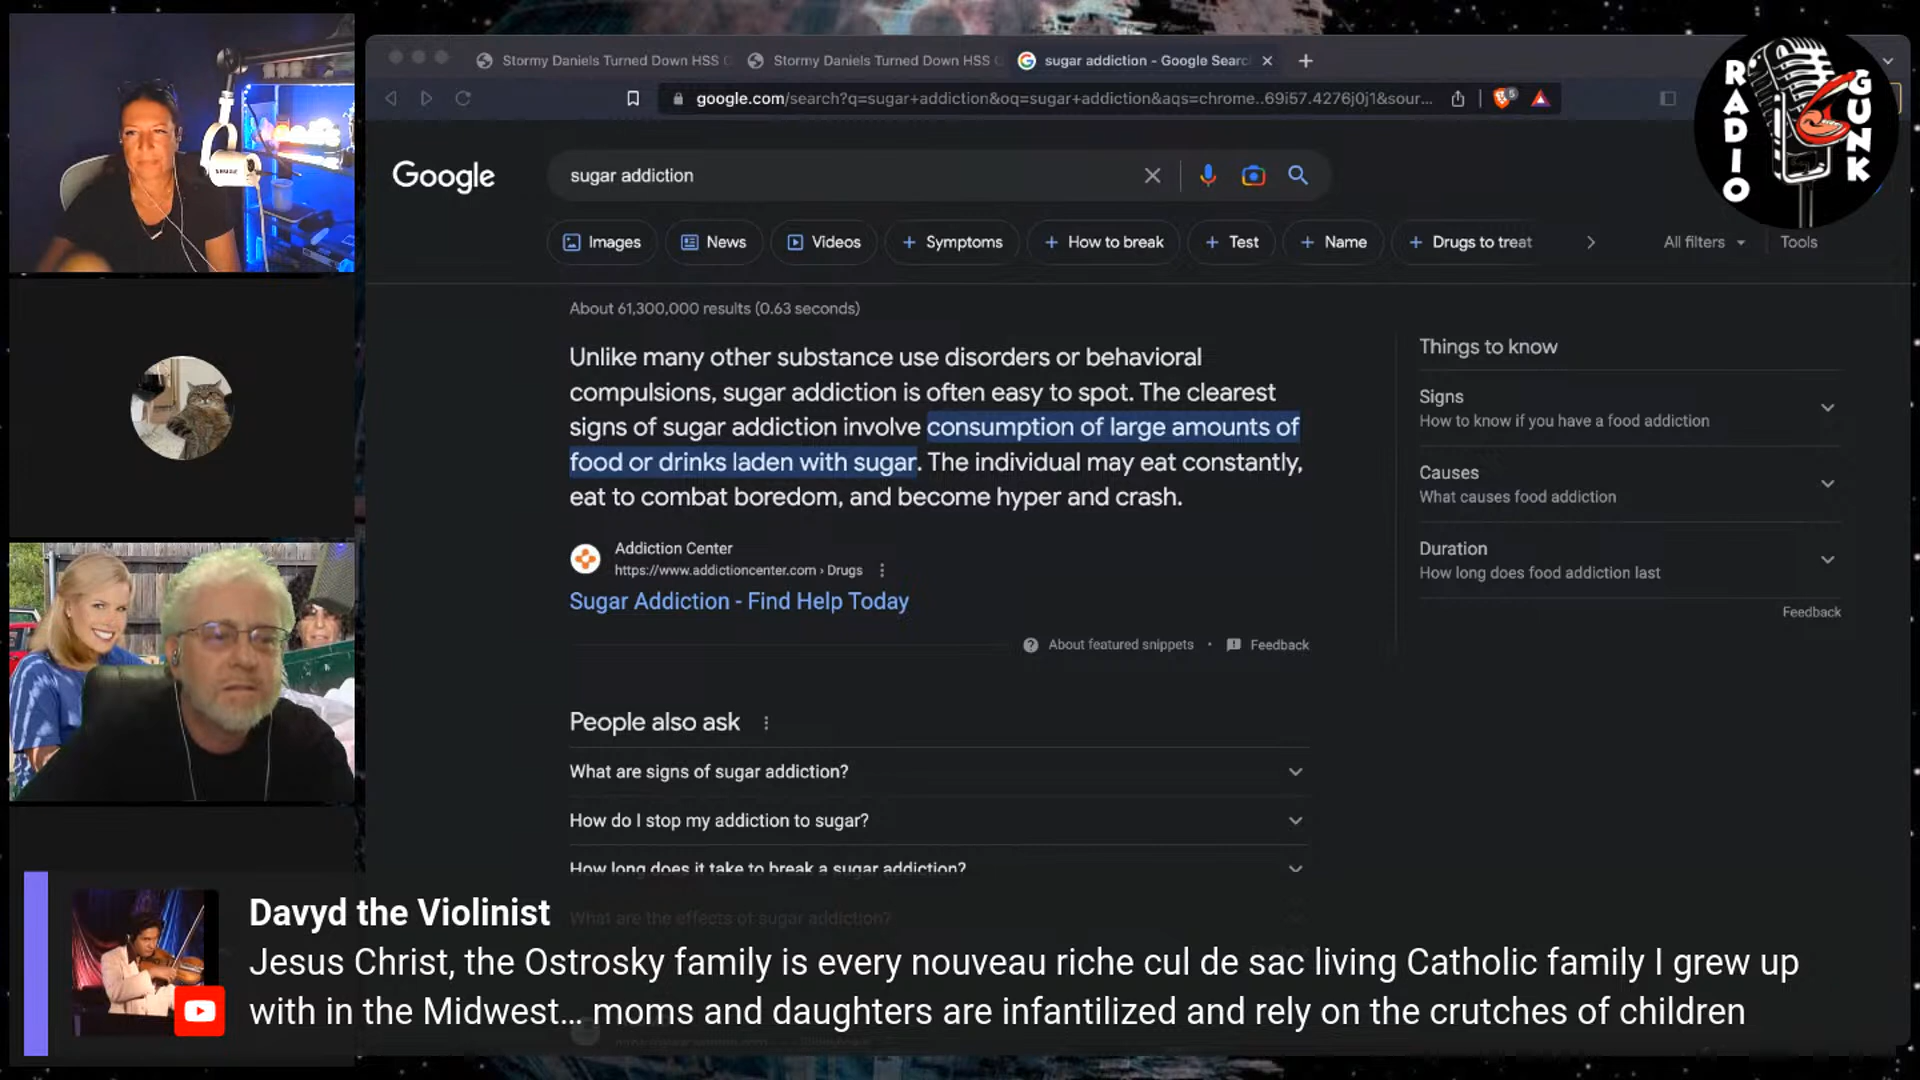 Stormy Daniels Turned Down HSS
Stormy Daniels Turned Down HSS
sugar addiction - Google Searc
google.com/search?q=sugar+addiction&oq=sugar+addiction&aqs=chrome..69i57.4276j0j1&sour...
5
RADIO
GUNK
Google
sugar addiction
Images
News
Videos
+ Symptoms
+ How to break
+ Test
+ Name
+ Drugs to treat
All filters
Tools
About 61,300,000 results (0.63 seconds)
Unlike many other substance use disorders or behavioral
compulsions, sugar addiction is often easy to spot. The clearest
signs of sugar addiction involve consumption of large amounts of
food or drinks laden with sugar. The individual may eat constantly,
eat to combat boredom, and become hyper and crash.
Addiction Center
https://www.addictioncenter.com › Drugs
Sugar Addiction - Find Help Today
About featured snippets • Feedback
Things to know
Signs
How to know if you have a food addiction
Causes
What causes food addiction
Duration
How long does food addiction last
Feedback
People also ask
What are signs of sugar addiction?
How do I stop my addiction to sugar?
How long does it take to break a sugar addiction?
What are the effects of sugar addiction?
Davyd the Violinist
Jesus Christ, the Ostrosky family is every nouveau riche cul de sac living Catholic family I grew up
with in the Midwest... moms and daughters are infantilized and rely on the crutches of children